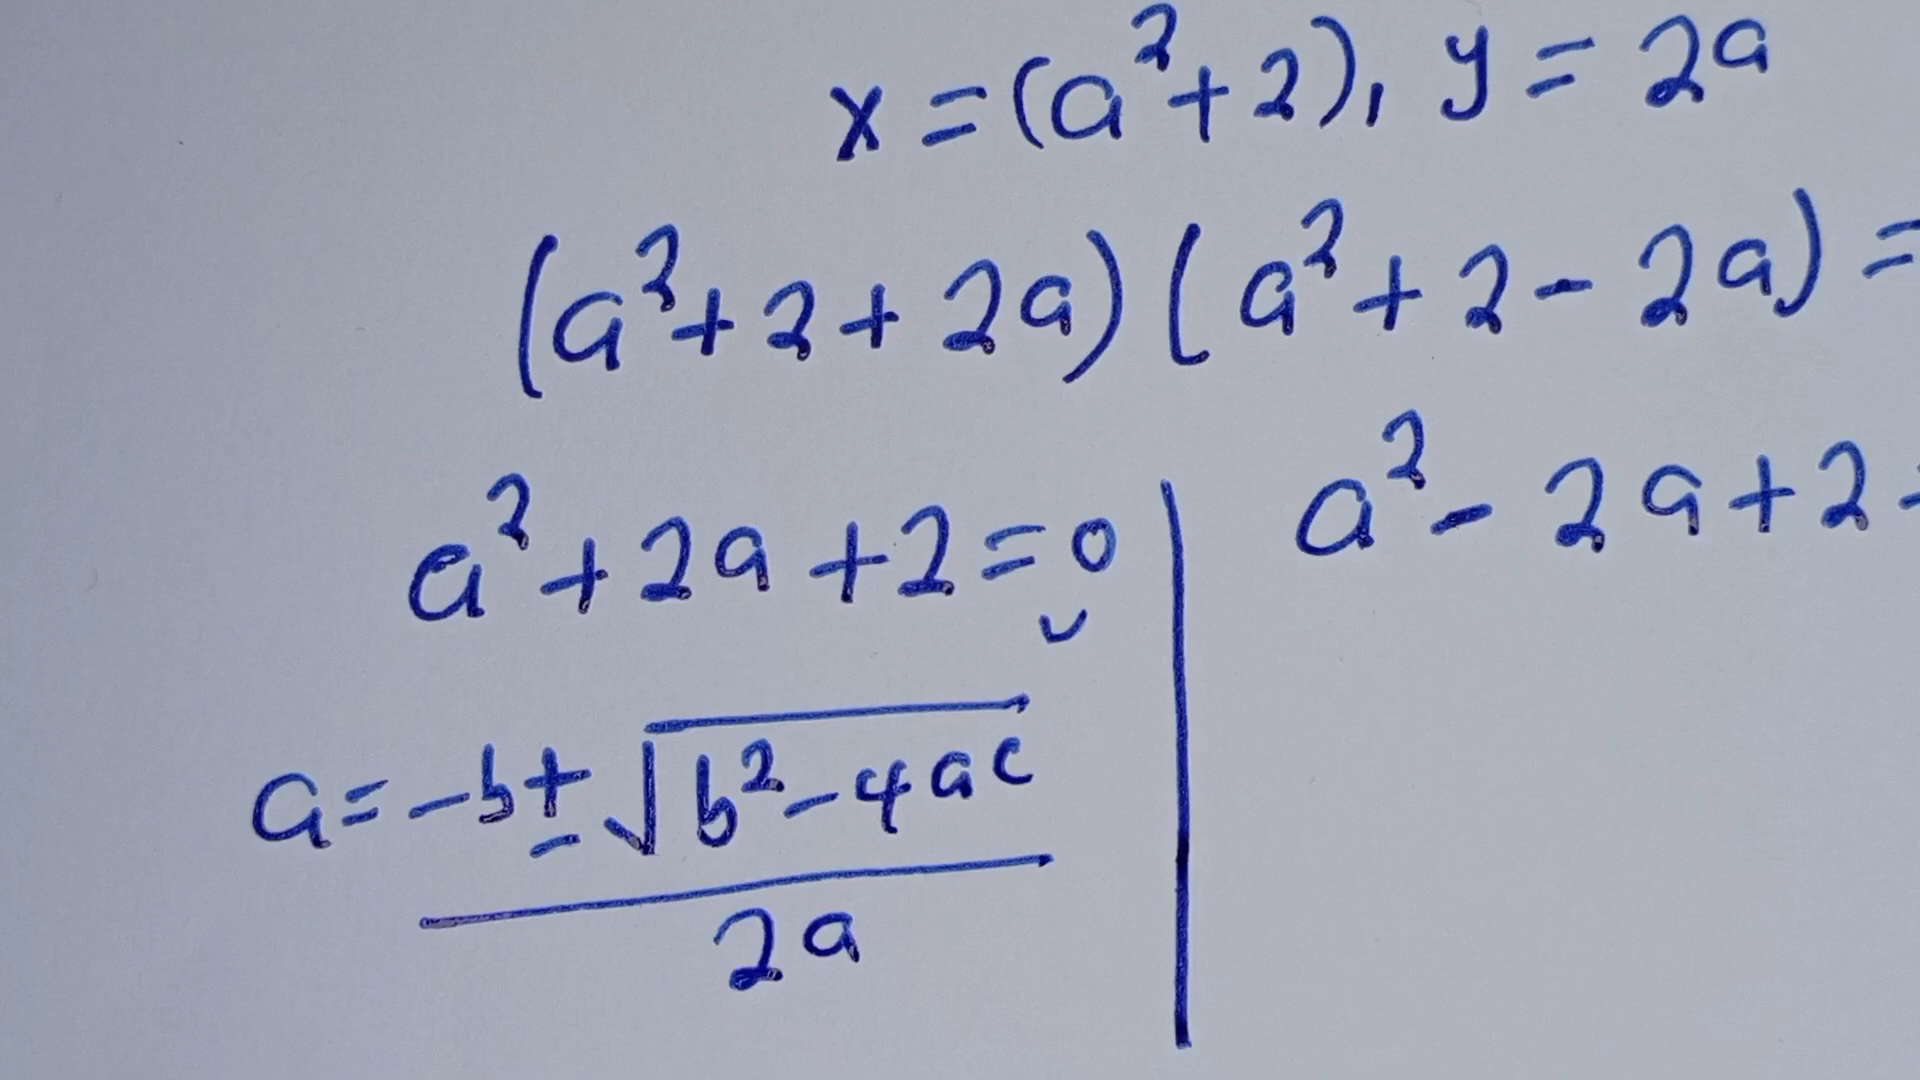 x = (a²+2), y = 2a
(a²+2+2a)(a²+2-2a) =
a²+2a+2=0
a²-2a+2
a = -b ± √b²-4ac
2a